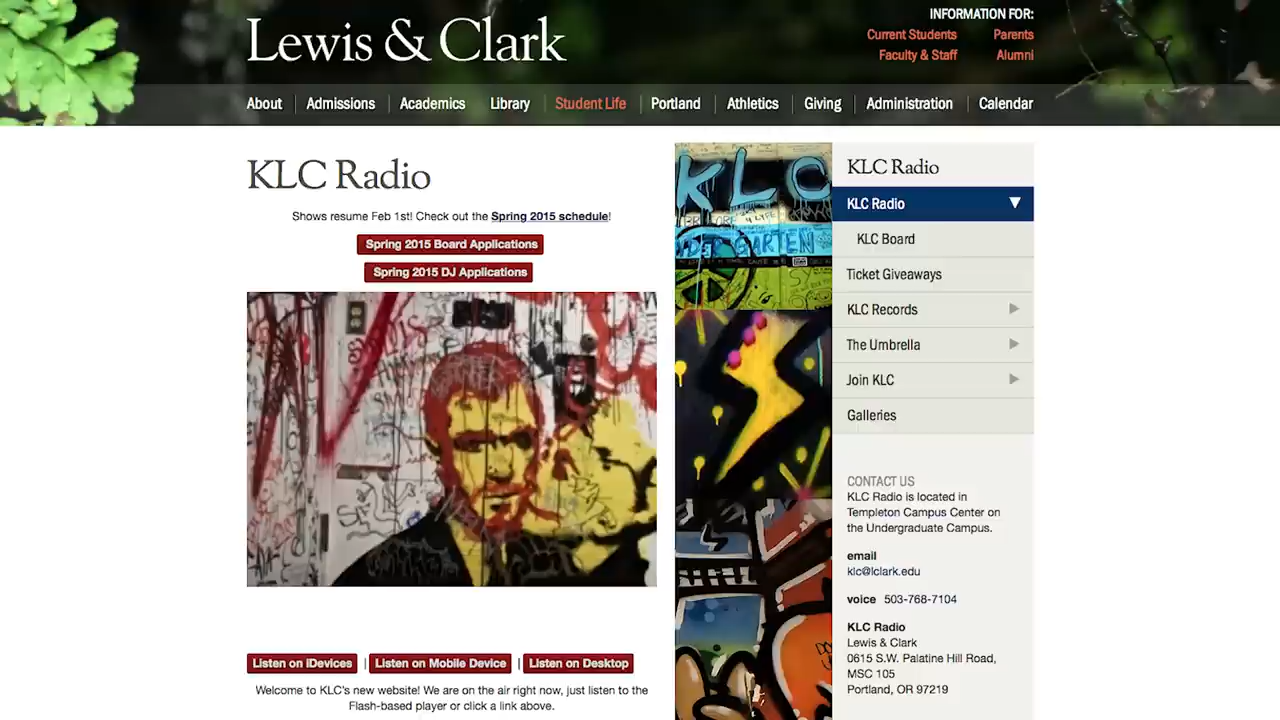 Lewis & Clark
INFORMATION FOR:
Current Students
Parents
Faculty & Staff
Alumni
About
Admissions
Academics
Library
Student Life
Portland
Athletics
Giving
Administration
Calendar
KLC Radio
Shows resume Feb 1st! Check out the Spring 2015 schedule!
Spring 2015 Board Applications
Spring 2015 DJ Applications
Listen on iDevices | Listen on Mobile Device | Listen on Desktop
Welcome to KLC's new website! We are on the air right now, just listen to the
Flash-based player or click a link above.
KLC
GARTEN
KLC Radio
KLC Radio
KLC Board
Ticket Giveaways
KLC Records
The Umbrella
Join KLC
Galleries
CONTACT US
KLC Radio is located in
Templeton Campus Center on
the Undergraduate Campus.
email
klc@lclark.edu
voice 503-768-7104
KLC Radio
Lewis & Clark
0615 S.W. Palatine Hill Road,
MSC 105
Portland, OR 97219